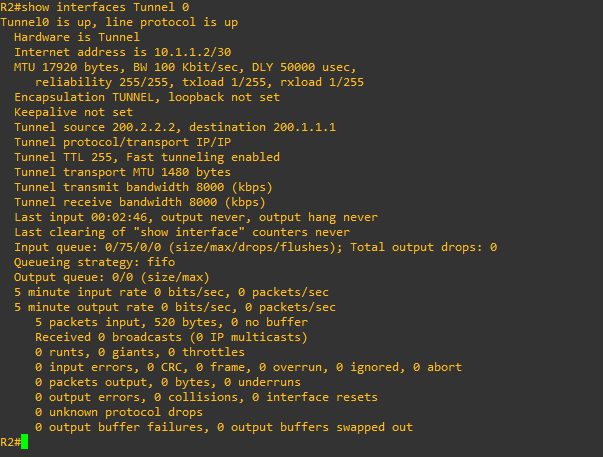 R2#show interfaces Tunnel 0
Tunnel0 is up, line protocol is up
Hardware is Tunnel
Internet address is 10.1.1.2/30
MTU 17920 bytes, BW 100 Kbit/sec, DLY 50000 usec,
reliability 255/255, txload 1/255, rxload 1/255
Encapsulation TUNNEL, loopback not set
Keepalive not set
Tunnel source 200.2.2.2, destination 200.1.1.1
Tunnel protocol/transport IP/IP
Tunnel TTL 255, Fast tunneling enabled
Tunnel transport MTU 1480 bytes
Tunnel transmit bandwidth 8000 (kbps)
Tunnel receive bandwidth 8000 (kbps)
Last input 00:02:46, output never, output hang never
Last clearing of "show interface" counters never
Input queue: 0/75/0/0 (size/max/drops/flushes); Total output drops: 0
Queueing strategy: fifo
Output queue: 0/0 (size/max)
5 minute input rate 0 bits/sec, 0 packets/sec
5 minute output rate 0 bits/sec, 0 packets/sec
5 packets input, 520 bytes, 0 no buffer
Received 0 broadcasts (0 IP multicasts)
0 runts, 0 giants, 0 throttles
0 input errors, 0 CRC, 0 frame, 0 overrun, 0 ignored, 0 abort
0 packets output, 0 bytes, 0 underruns
0 output errors, 0 collisions, 0 interface resets
0 unknown protocol drops
0 output buffer failures, 0 output buffers swapped out
R2#